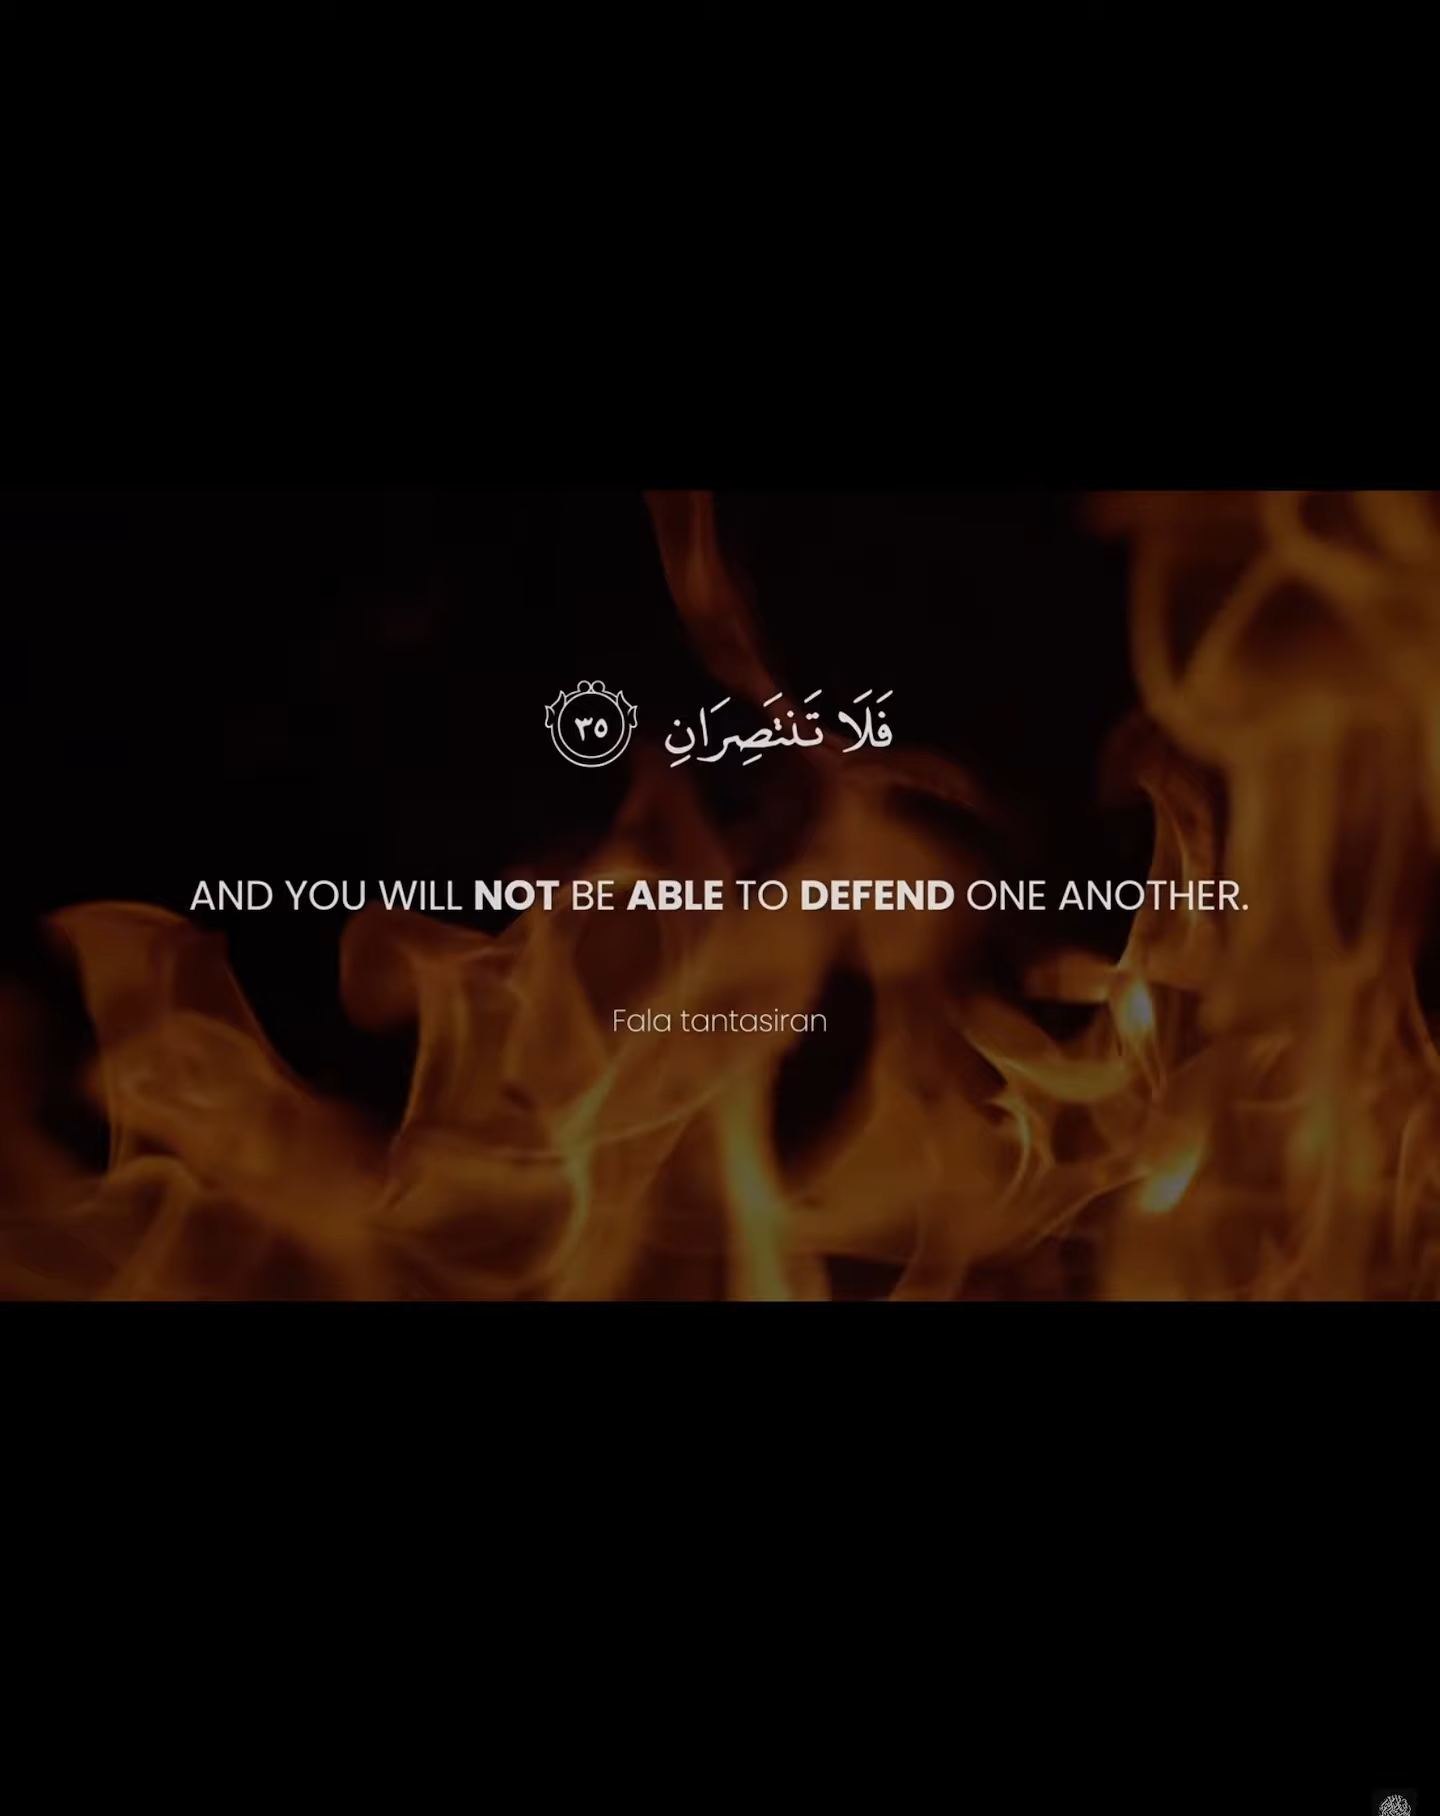 فَلَا تَنتَصِرَانِ ٣٥
AND YOU WILL NOT BE ABLE TO DEFEND ONE ANOTHER.
Fala tantasiran